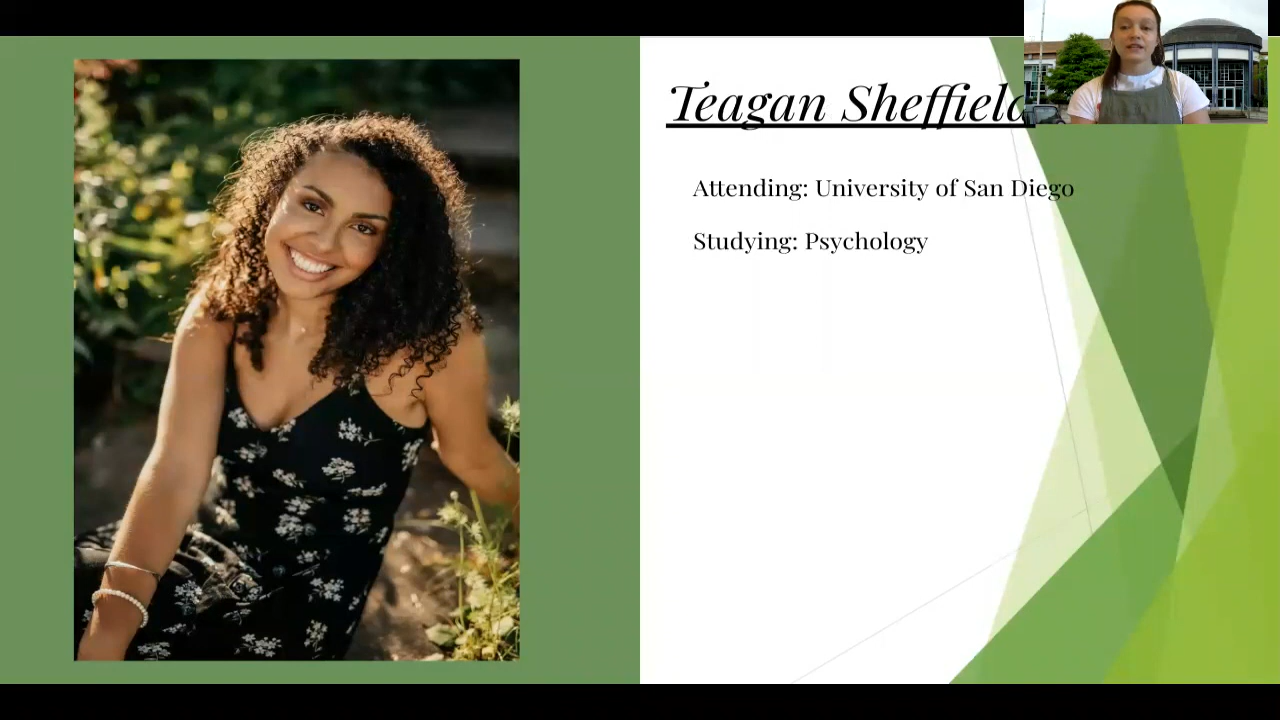 Teagan Sheffield
Attending: University of San Diego
Studying: Psychology